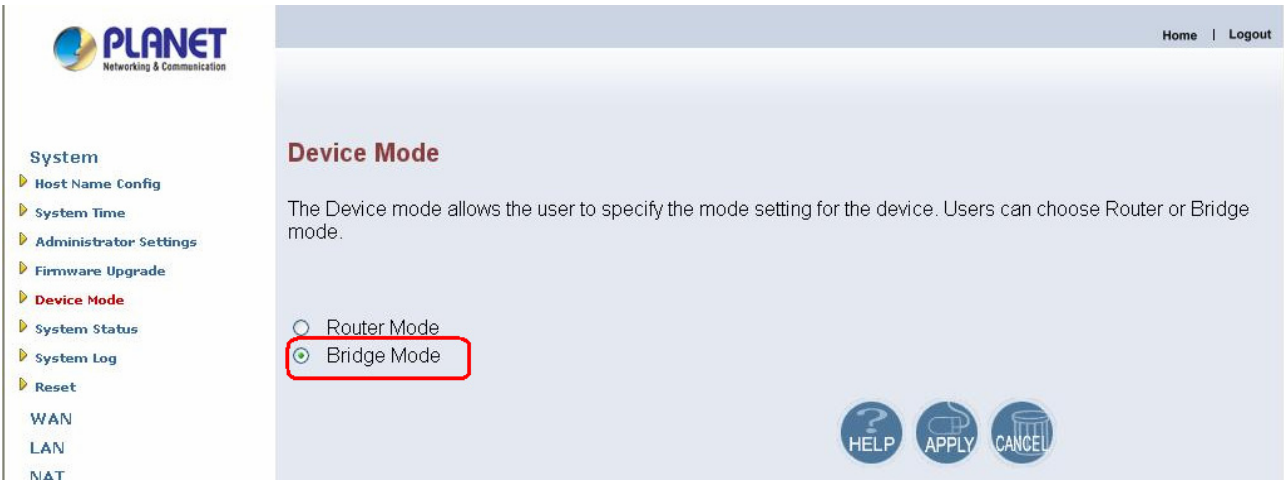 PLANET
Networking & Communication
Home | Logout
System
Host Name Config
System Time
Administrator Settings
Firmware Upgrade
Device Mode
System Status
System Log
Reset
WAN
LAN
NAT
Device Mode
The Device mode allows the user to specify the mode setting for the device. Users can choose Router or Bridge
mode.
Router Mode
Bridge Mode
? HELP
APPLY
CANCEL